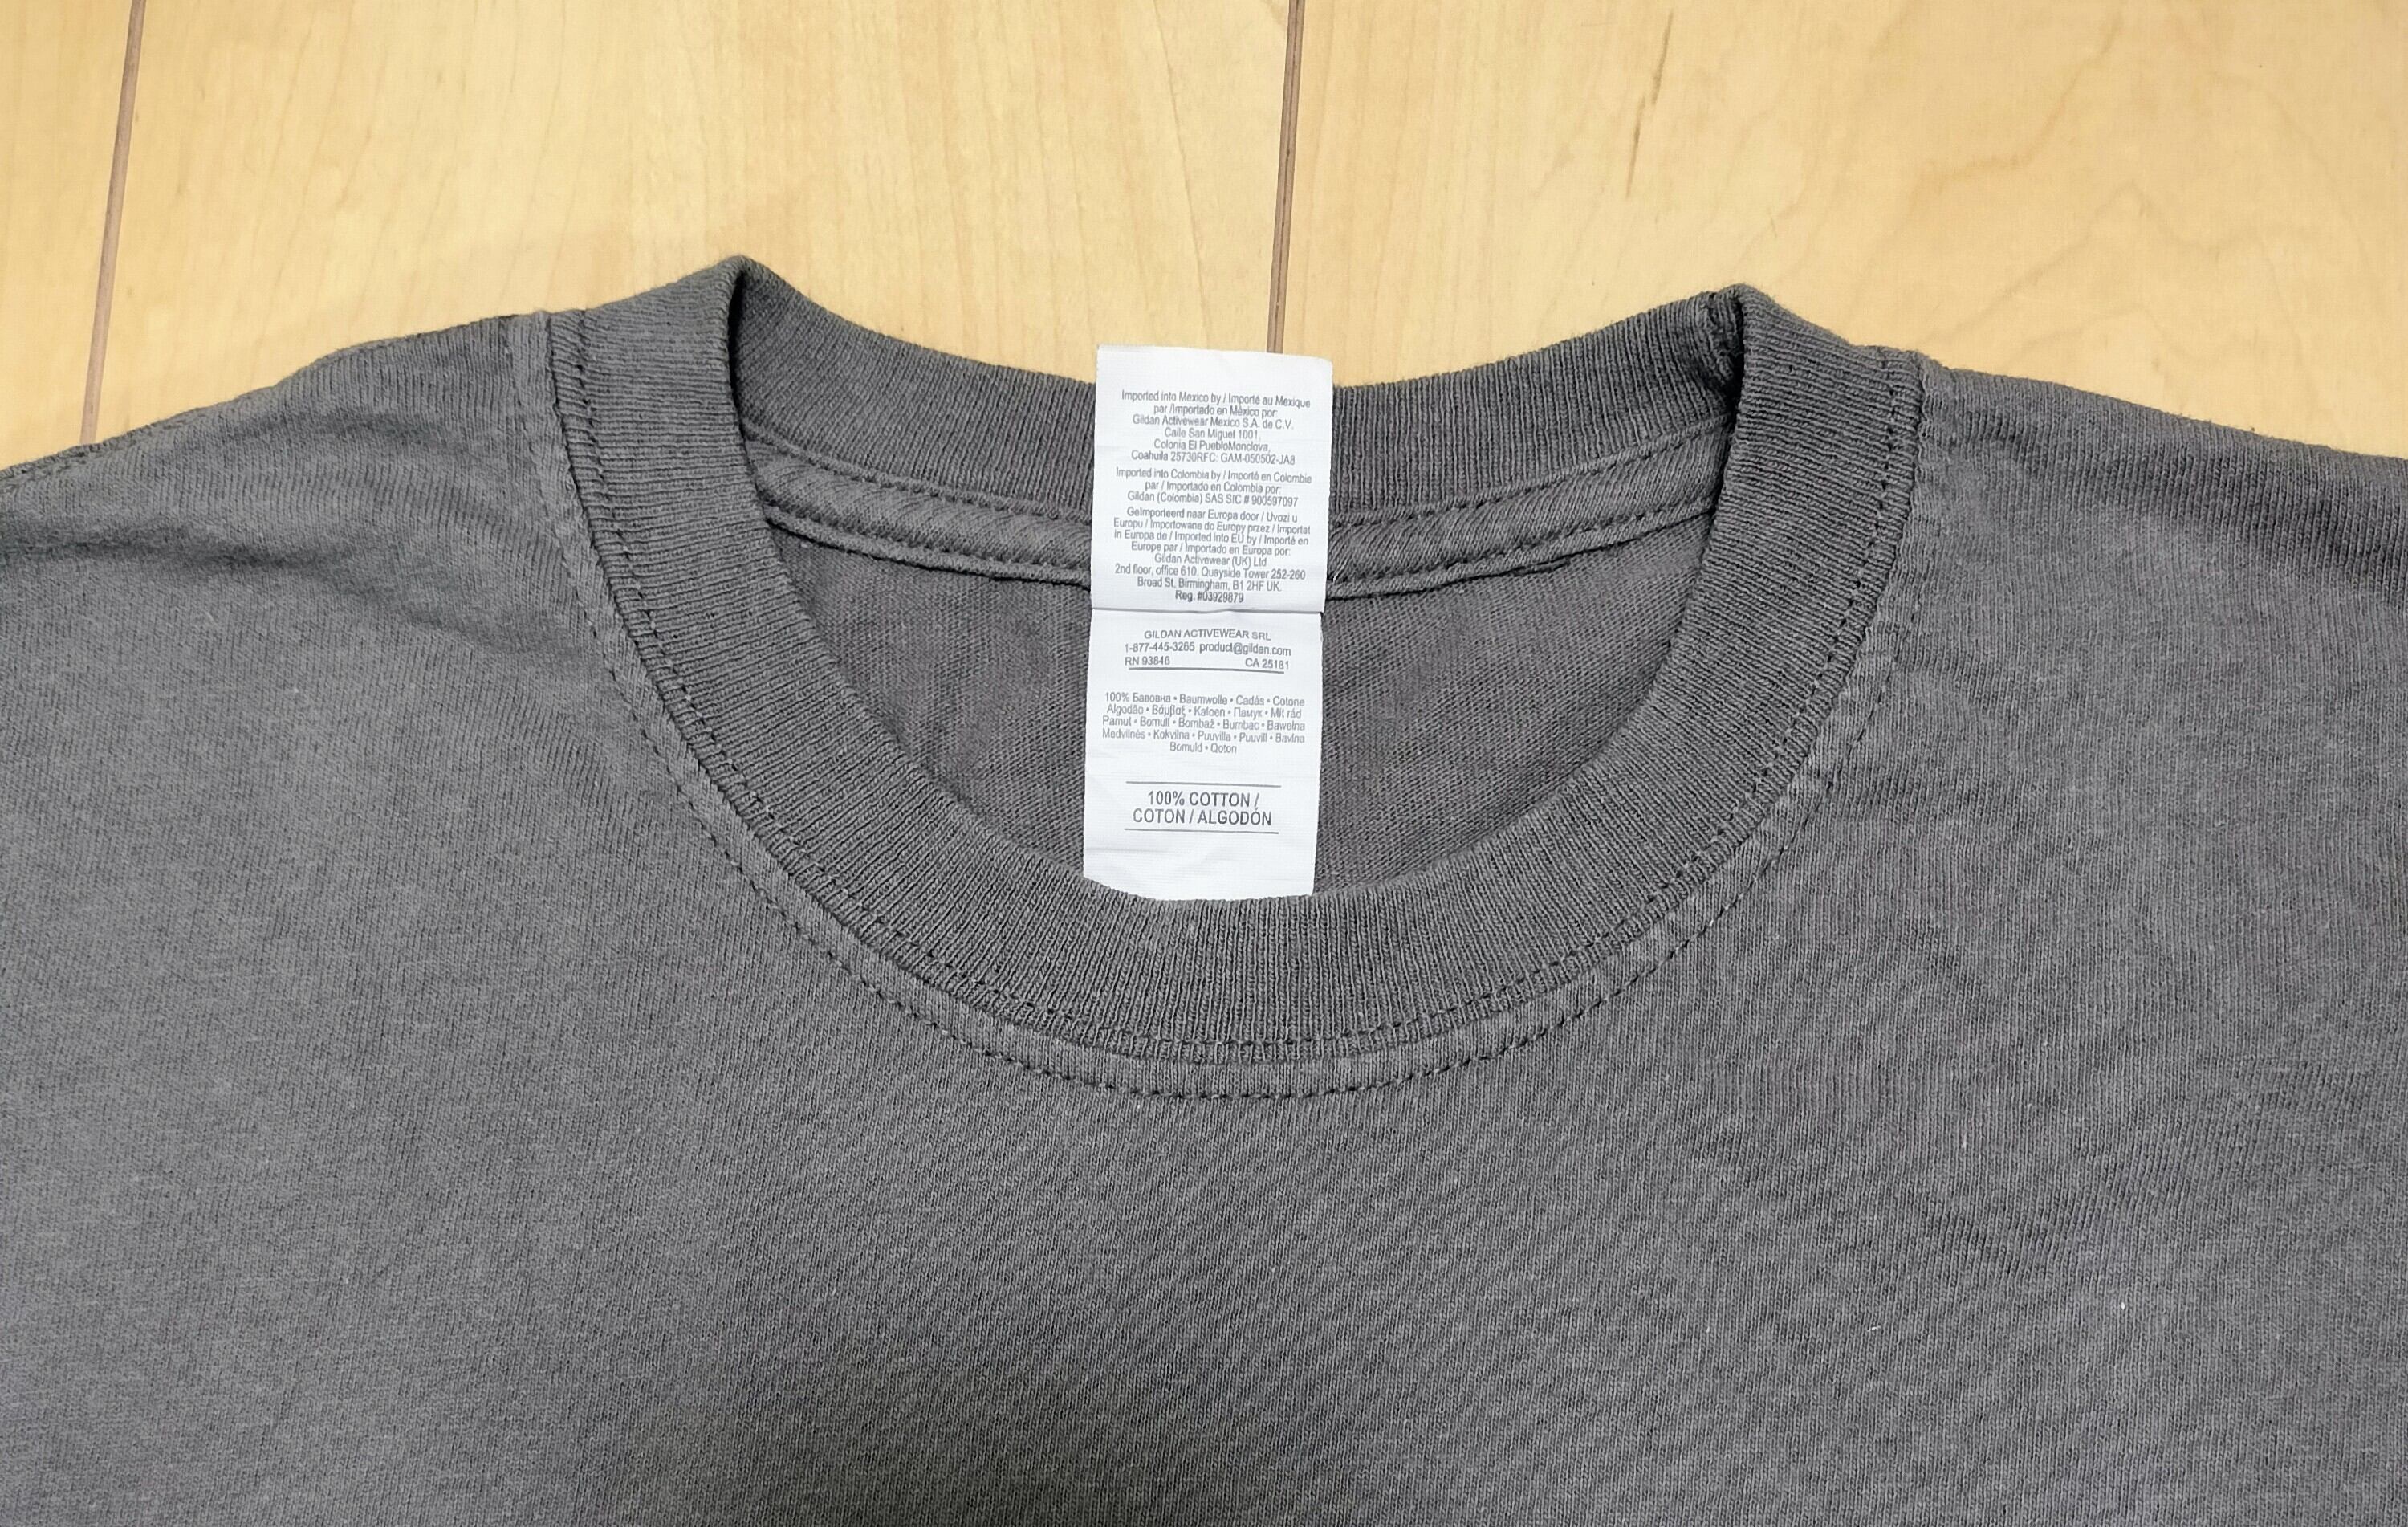 Imported into Mexico by / Importé au Mexique
par /Importado en México por:
Gildan Activewear Mexico S.A. de C.V.
Calle San Miguel 1001,
Colonia El PuebloMonclova,
Coahuila 25730RFC: GAM-050502-JA8
Imported into Colombia by / Importé en Colombie
par / Importado en Colombia por:
Gildan (Colombia) SAS SIC # 900597097
Geïmporteerd naar Europa door / Uvozi u
Europu / Importowane do Europy przez / Importat
in Europa de / Imported into EU by / Importé en
Europe par / Importado en Europa por:
Gildan Activewear (UK) Ltd
2nd floor, office 610, Quayside Tower 252-260
Broad St, Birmingham, B1 2HF UK.
Reg. #03929879
GILDAN ACTIVEWEAR SRL
1-877-445-3265 product@gildan.com
RN 93846 CA 25181
100% Бавовна • Baumwolle • Cadás • Cotone
Algodão • Βάμβαξ • Katoen • Памук • Mit rád
Pamut • Bomull • Bombaž • Bumbac • Bawełna
Medvilnės • Kokvilna • Puuvilla • Puuvill • Bavlna
Bomuld • Qoton
100% COTTON /
COTON / ALGODÓN